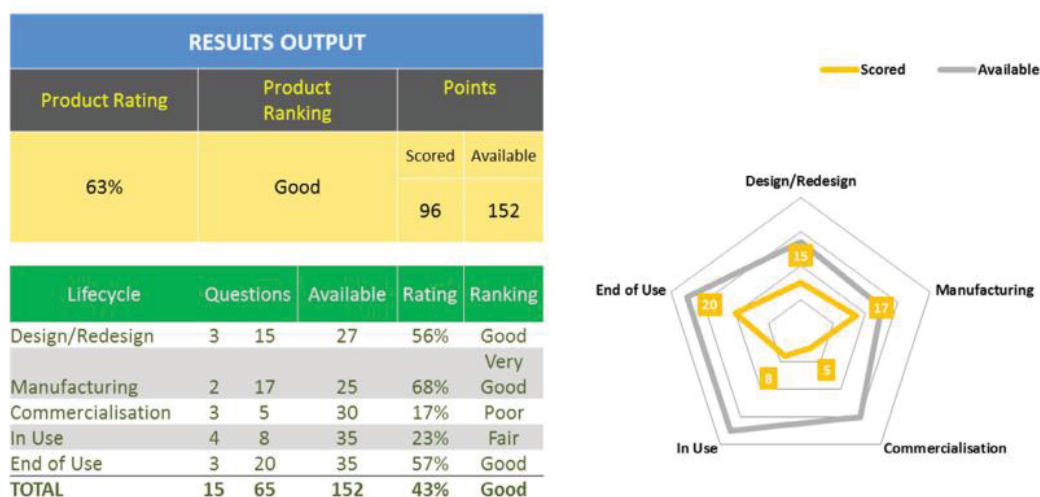 RESULTS OUTPUT
Product Rating Product Ranking Points
63% Good Scored Available
96 152
Lifecycle Questions Available Rating Ranking
Design/Redesign 3 15 27 56% Good
Manufacturing 2 17 25 68% Very Good
Commercialisation 3 5 30 17% Poor
In Use 4 8 35 23% Fair
End of Use 3 20 35 57% Good
TOTAL 15 65 152 43% Good
Scored Available
Design/Redesign
15
End of Use 20 17 Manufacturing
8 5
In Use Commercialisation